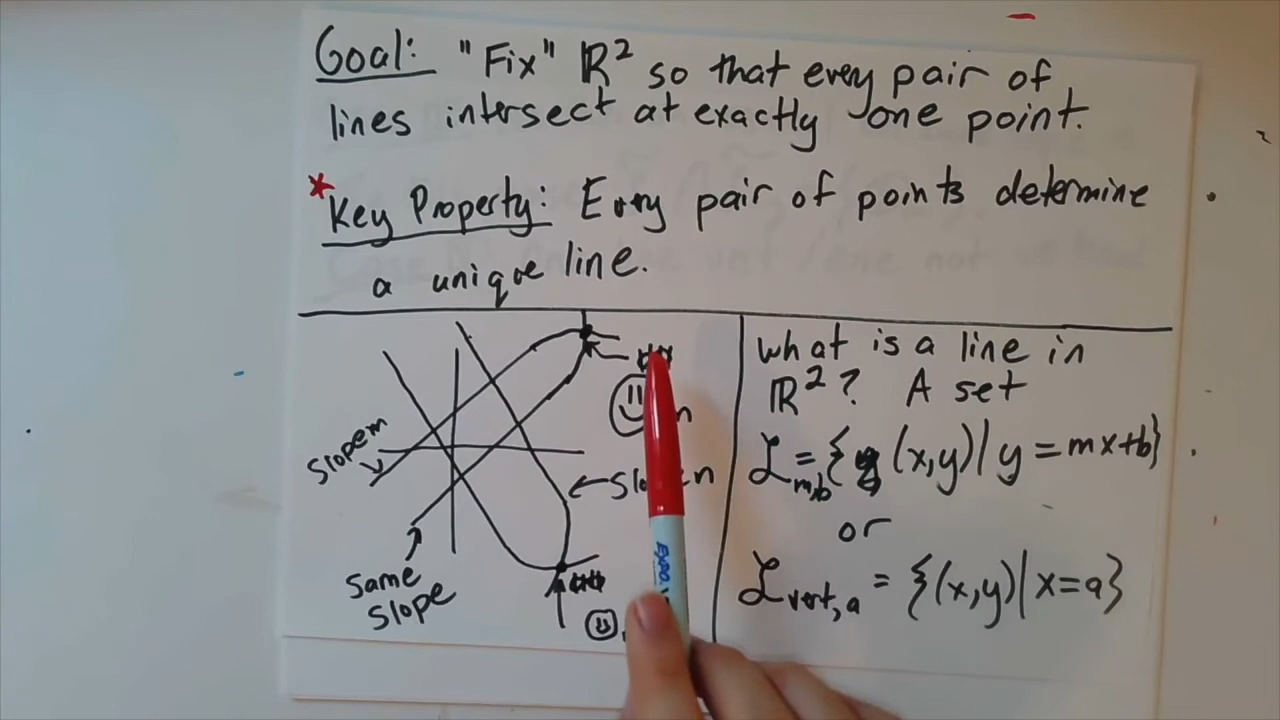 Goal: "Fix" ℝ² so that every pair of
lines intersect at exactly one point.
*Key Property: Every pair of points determine
a unique line.
Slope m
Same
Slope
n
What is a line in
ℝ²? A set
ℒm,b = { (x,y) | y = mx+b}
or
ℒvert,a = {(x,y) | x = a}
EXPO